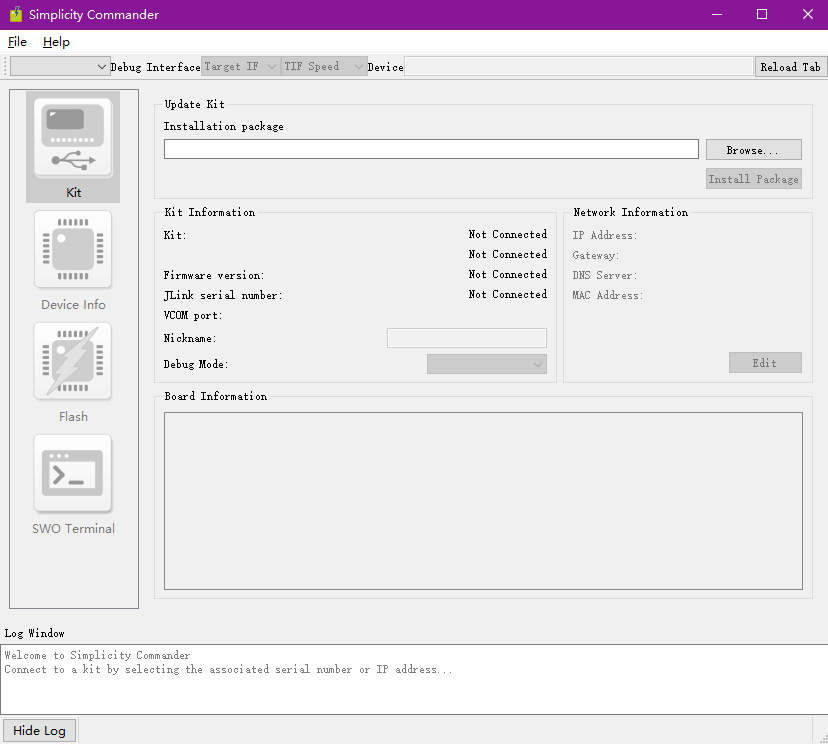 Simplicity Commander
File Help
Debug Interface Target IF TIF Speed Device Reload Tab
Kit
Device Info
Flash
SWO Terminal
Update Kit
Installation package
Browse...
Install Package
Kit Information
Kit: Not Connected
Not Connected
Firmware version: Not Connected
JLink serial number: Not Connected
VCOM port:
Nickname:
Debug Mode:
Network Information
IP Address:
Gateway:
DNS Server:
MAC Address:
Edit
Board Information
Log Window
Welcome to Simplicity Commander
Connect to a kit by selecting the associated serial number or IP address...
Hide Log